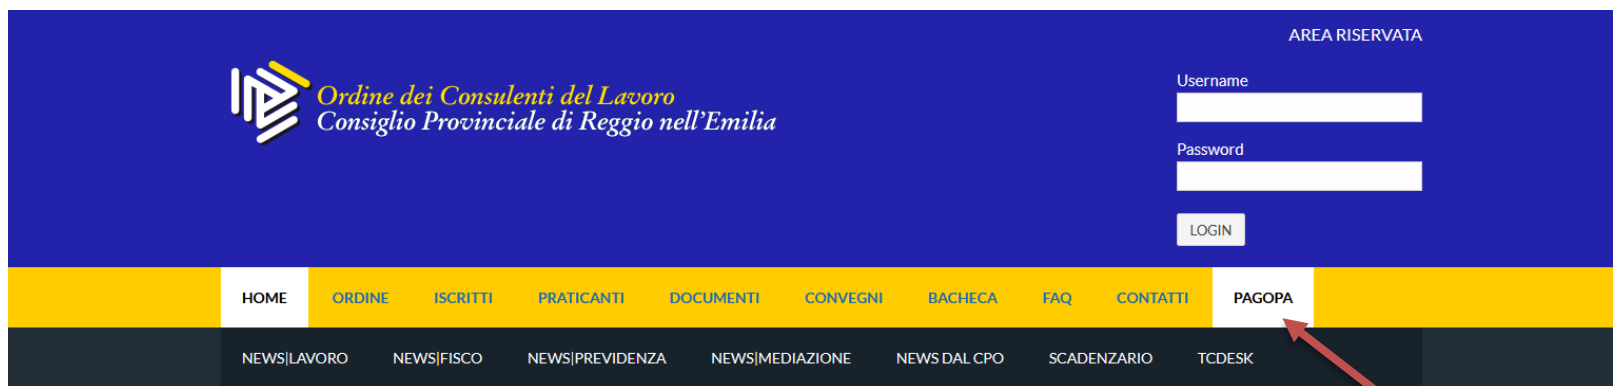 AREA RISERVATA
Ordine dei Consulenti del Lavoro
Consiglio Provinciale di Reggio nell'Emilia
Username
Password
LOGIN
HOME ORDINE ISCRITTI PRATICANTI DOCUMENTI CONVEGNI BACHECA FAQ CONTATTI PAGOPA
NEWS|LAVORO NEWS|FISCO NEWS|PREVIDENZA NEWS|MEDIAZIONE NEWS DAL CPO SCADENZARIO TCDESK